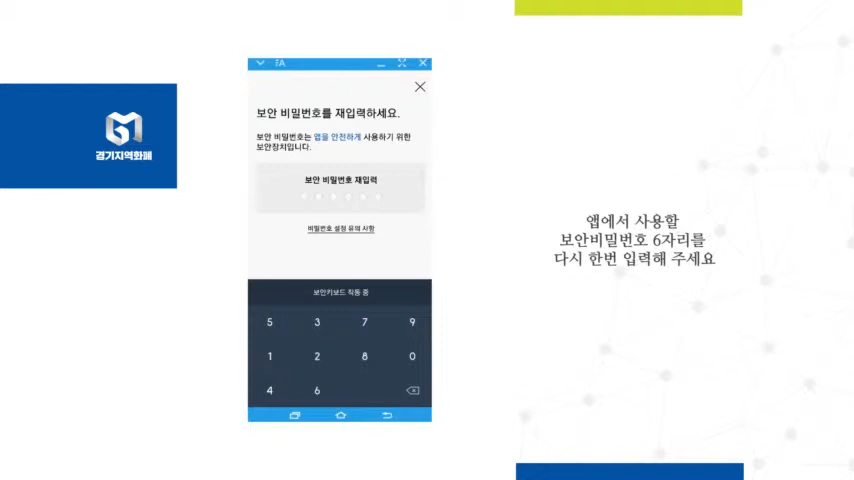 경기지역화폐
보안 비밀번호를 재입력하세요.
보안 비밀번호는 앱을 안전하게 사용하기 위한
보안장치입니다.
보안 비밀번호 재입력
비밀번호 설정 유의 사항
보안키보드 작동 중
5 3 7 9
1 2 8 0
4 6
앱에서 사용할
보안비밀번호 6자리를
다시 한번 입력해 주세요